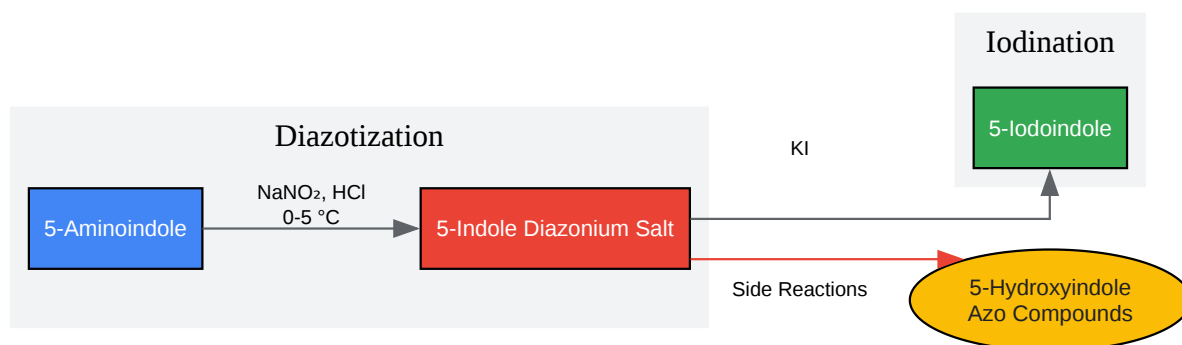 Iodination
5-Iodoindole
Diazotization
KI
NaNO₂, HCl
0-5 °C
5-Aminoindole
5-Indole Diazonium Salt
Side Reactions
5-Hydroxyindole
Azo Compounds